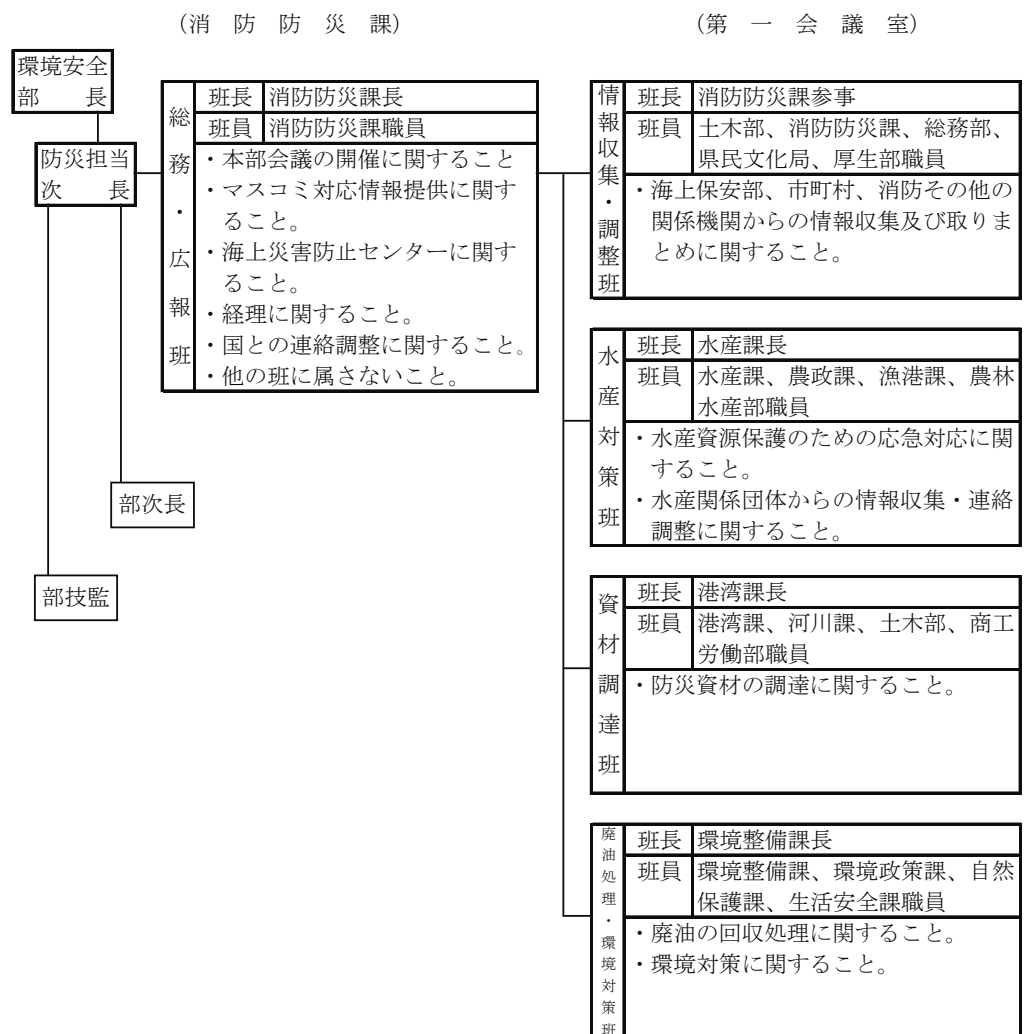 (消　防　防　災　課)
(第　一　会　議　室)
環境安全
部　　長
防災担当
次　　長
部次長
部技監
総務・広報班
班長 消防防災課長
班員 消防防災課職員
・本部会議の開催に関すること
・マスコミ対応情報提供に関す
ること。
・海上災害防止センターに関す
ること。
・経理に関すること。
・国との連絡調整に関すること。
・他の班に属さないこと。
情報収集・調整班
班長 消防防災課参事
班員 土木部、消防防災課、総務部、
県民文化局、厚生部職員
・海上保安部、市町村、消防その他の
関係機関からの情報収集及び取りま
とめに関すること。
水産対策班
班長 水産課長
班員 水産課、農政課、漁港課、農林
水産部職員
・水産資源保護のための応急対応に関
すること。
・水産関係団体からの情報収集・連絡
調整に関すること。
資材調達班
班長 港湾課長
班員 港湾課、河川課、土木部、商工
労働部職員
・防災資材の調達に関すること。
廃油処理・環境対策班
班長 環境整備課長
班員 環境整備課、環境政策課、自然
保護課、生活安全課職員
・廃油の回収処理に関すること。
・環境対策に関すること。